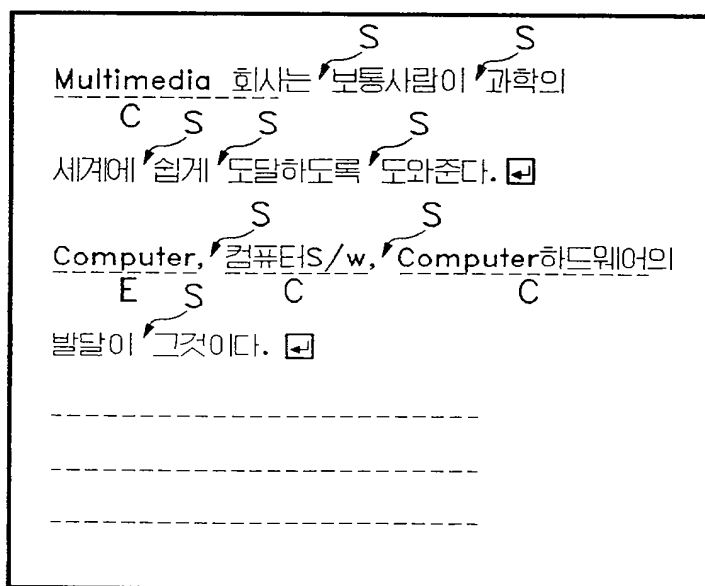 S S
Multimedia 회사는 보통사람이 과학의
C S S S
세계에 쉽게 도달하도록 도와준다. ↵
S S
Computer, 컴퓨터S/w, Computer하드웨어의
E S C C
발달이 그것이다. ↵